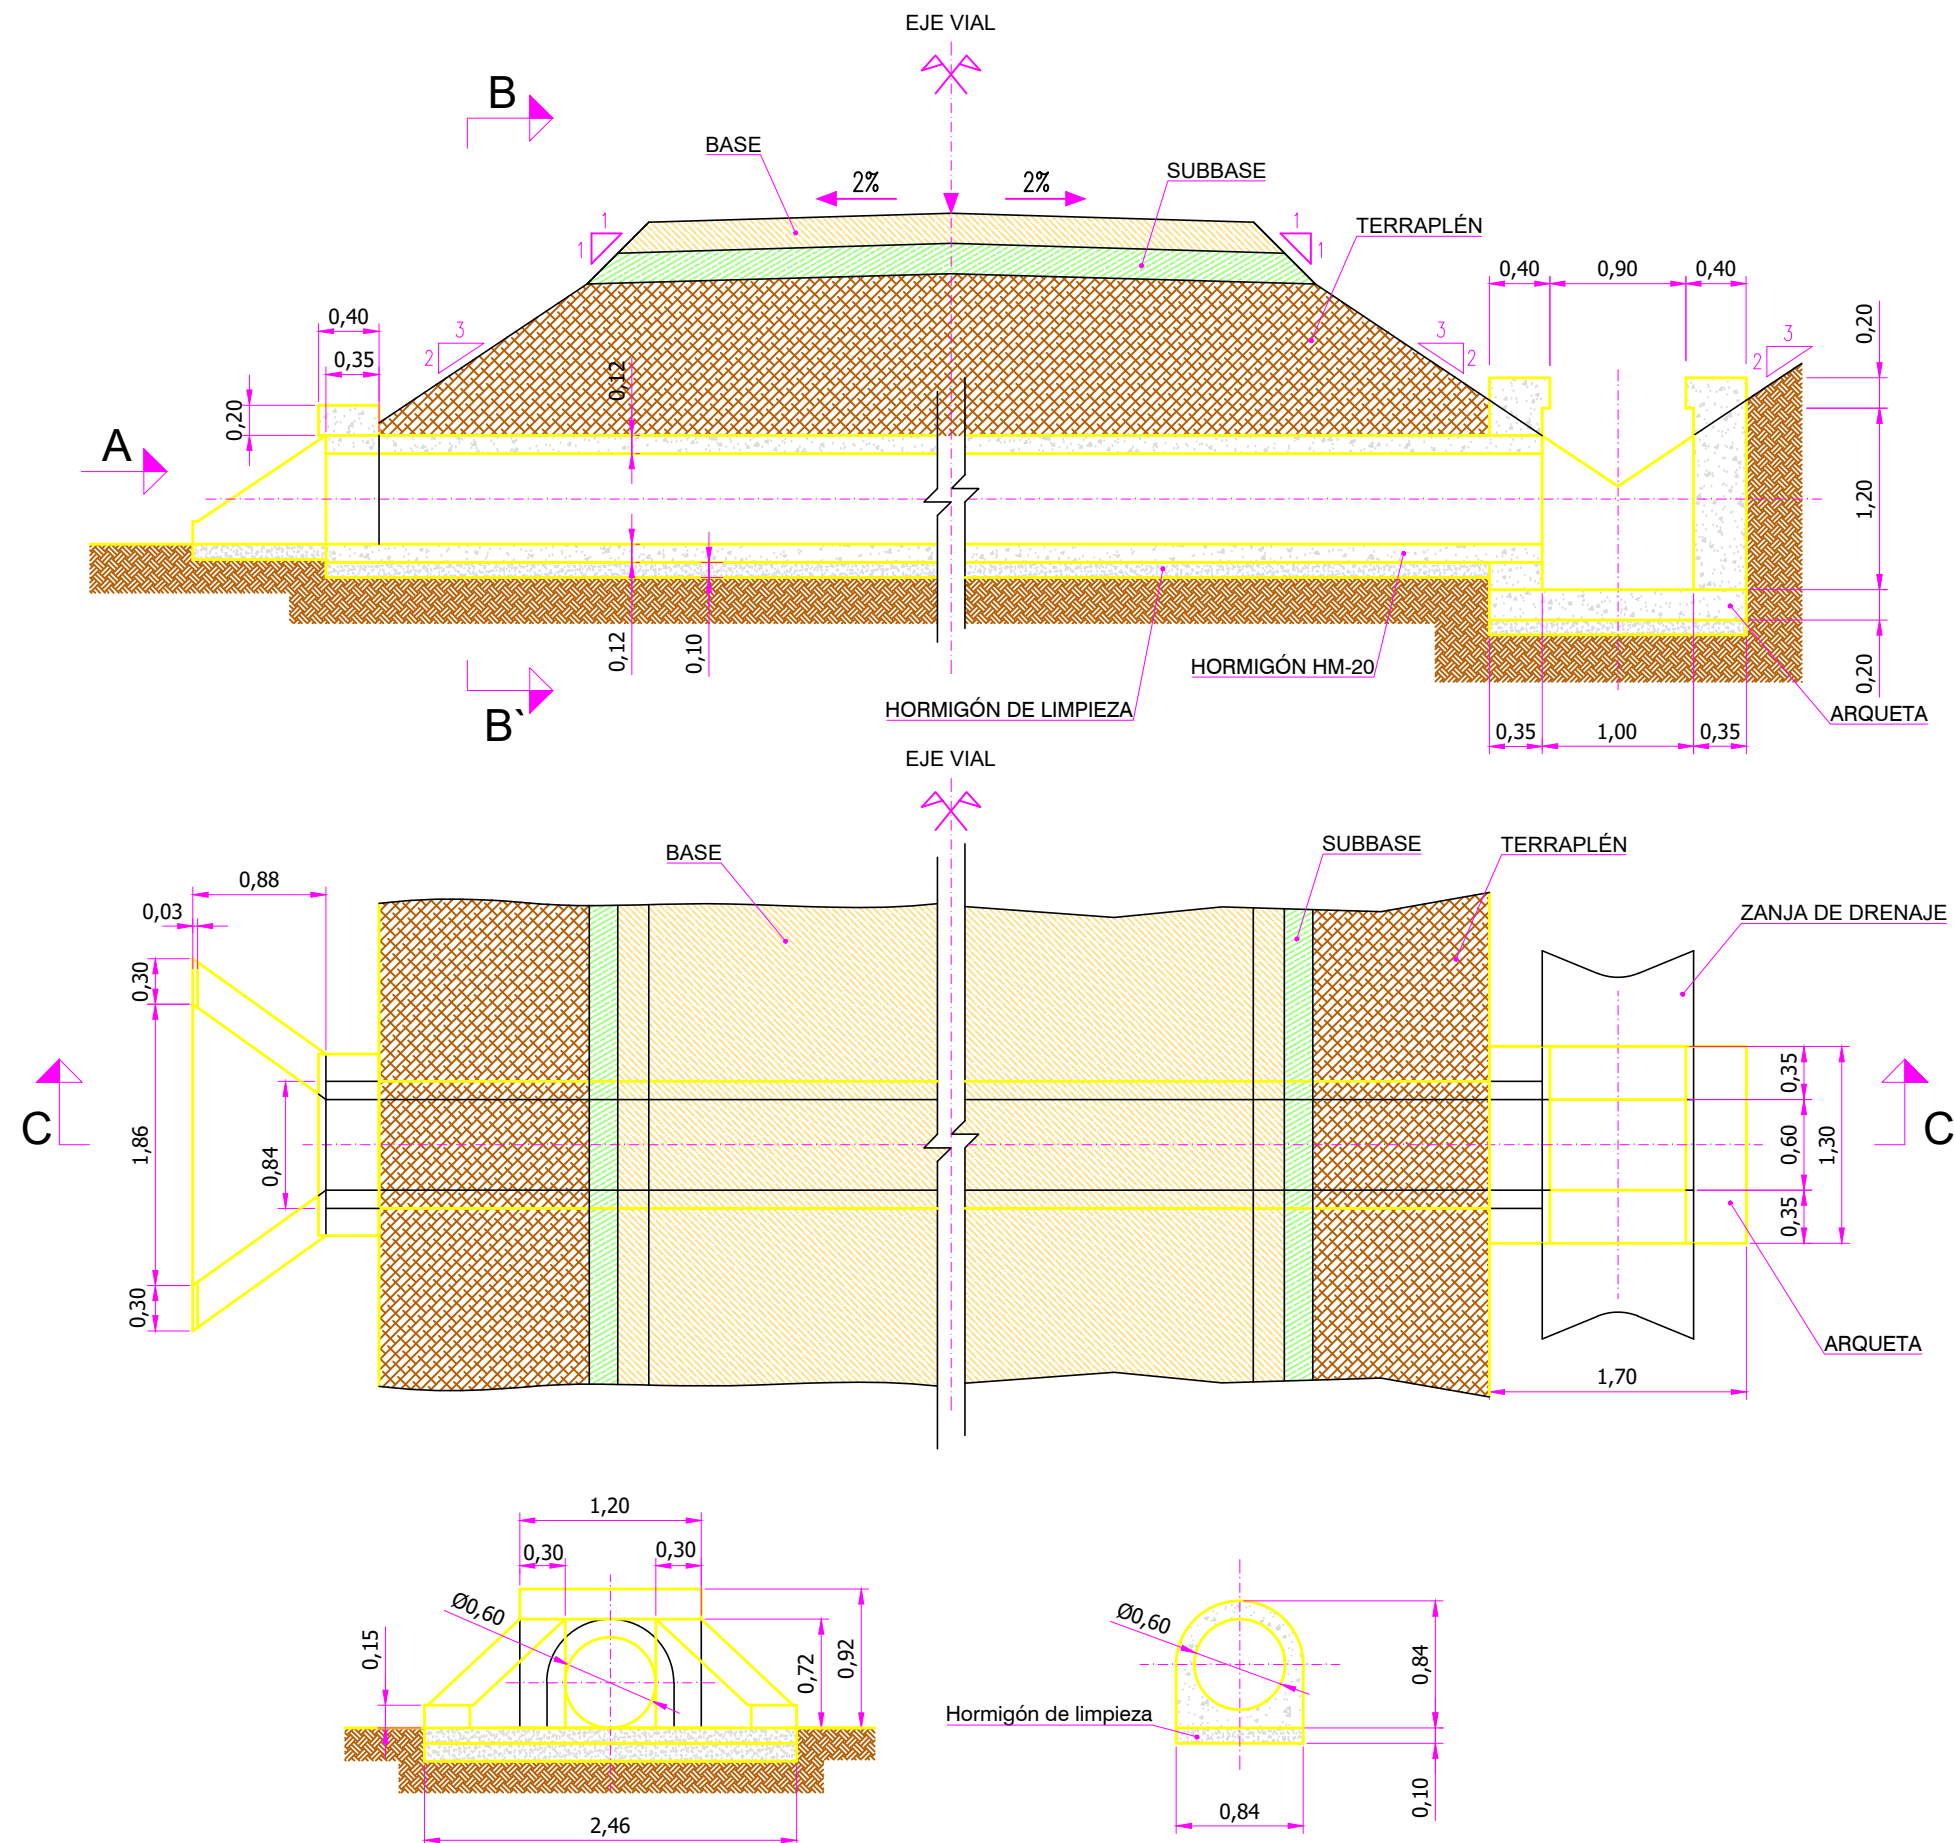 EJE VIAL
B
BASE
2%
2%
SUBBASE
1
1
1
1
TERRAPLÉN
0,40
0,90
0,40
0,40
0,20
3
2
3
2
3
2
0,35
0,12
0,20
A
1,20
0,12
0,10
HORMIGÓN HM-20
0,20
B`
HORMIGÓN DE LIMPIEZA
ARQUETA
0,35
1,00
0,35
EJE VIAL
BASE
SUBBASE
TERRAPLÉN
0,88
0,03
ZANJA DE DRENAJE
0,30
0,35
C
1,86
0,84
0,60
1,30
C
0,35
0,30
ARQUETA
1,70
1,20
0,30
0,30
Ø0,60
Ø0,60
0,15
0,72
0,92
0,84
Hormigón de limpieza
0,10
2,46
0,84